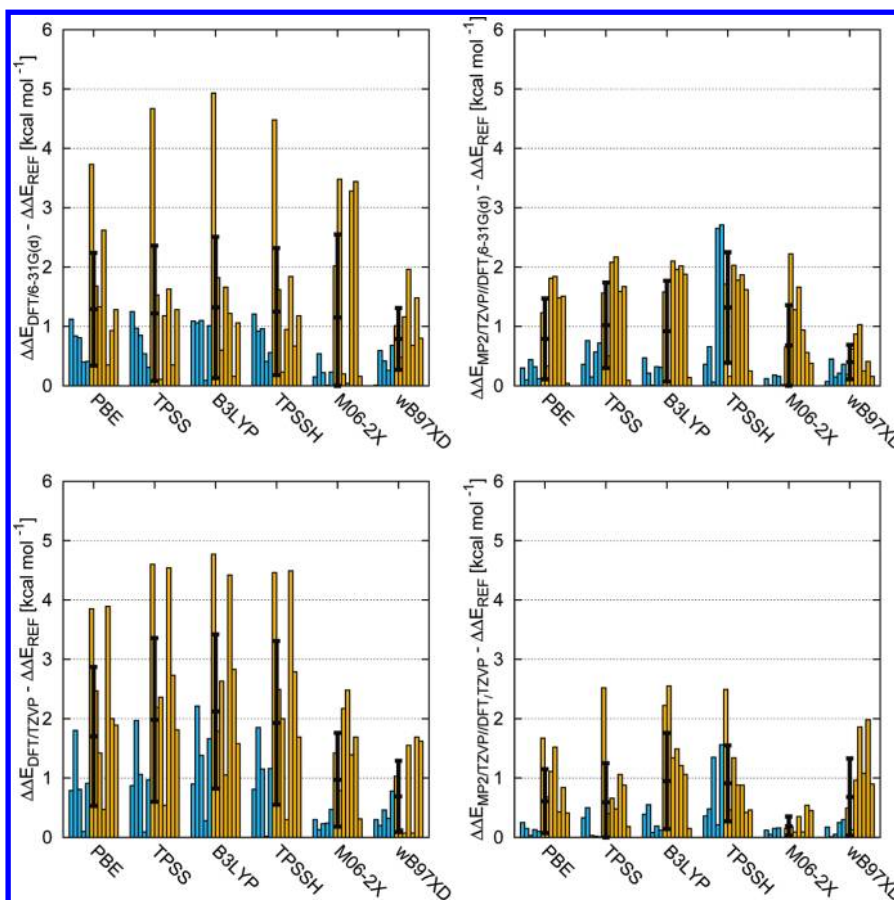 ΔΔE_DFT/6-31G(d) - ΔΔE_REF [kcal mol⁻¹]
6
5
4
3
2
1
0
PBE
TPSS
B3LYP
TPSSH
M06-2X
wB97XD
ΔΔE_MP2/TZVP//DFT,6-31G(d) - ΔΔE_REF [kcal mol⁻¹]
6
5
4
3
2
1
0
PBE
TPSS
B3LYP
TPSSH
M06-2X
wB97XD
ΔΔE_DFT/TZVP - ΔΔE_REF [kcal mol⁻¹]
6
5
4
3
2
1
0
PBE
TPSS
B3LYP
TPSSH
M06-2X
wB97XD
ΔΔE_MP2/TZVP//DFT,TZVP - ΔΔE_REF [kcal mol⁻¹]
6
5
4
3
2
1
0
PBE
TPSS
B3LYP
TPSSH
M06-2X
wB97XD